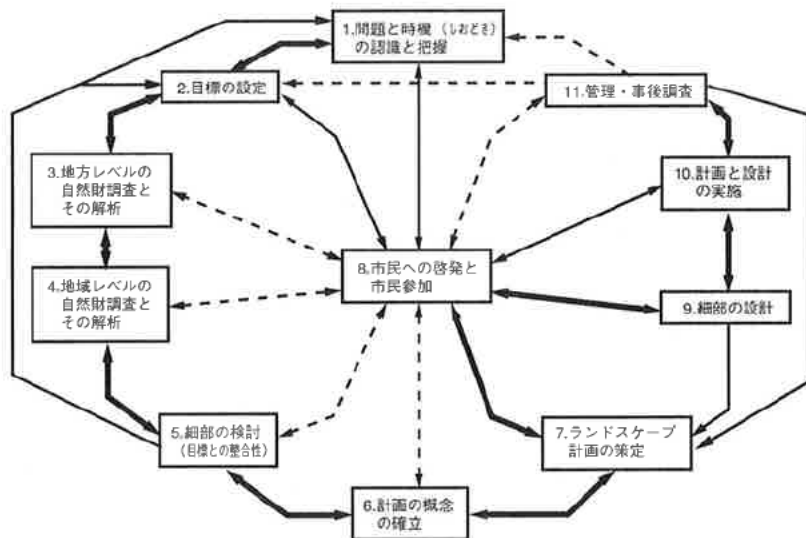 1.問題と時機(しおどき)
の認識と把握
2.目標の設定
3.地方レベルの
自然財調査と
その解析
4.地域レベルの
自然財調査と
その解析
5.細部の検討
(目標との整合性)
6.計画の概念
の確立
7.ランドスケープ
計画の策定
8.市民への啓発と
市民参加
9.細部の設計
10.計画と設計
の実施
11.管理・事後調査